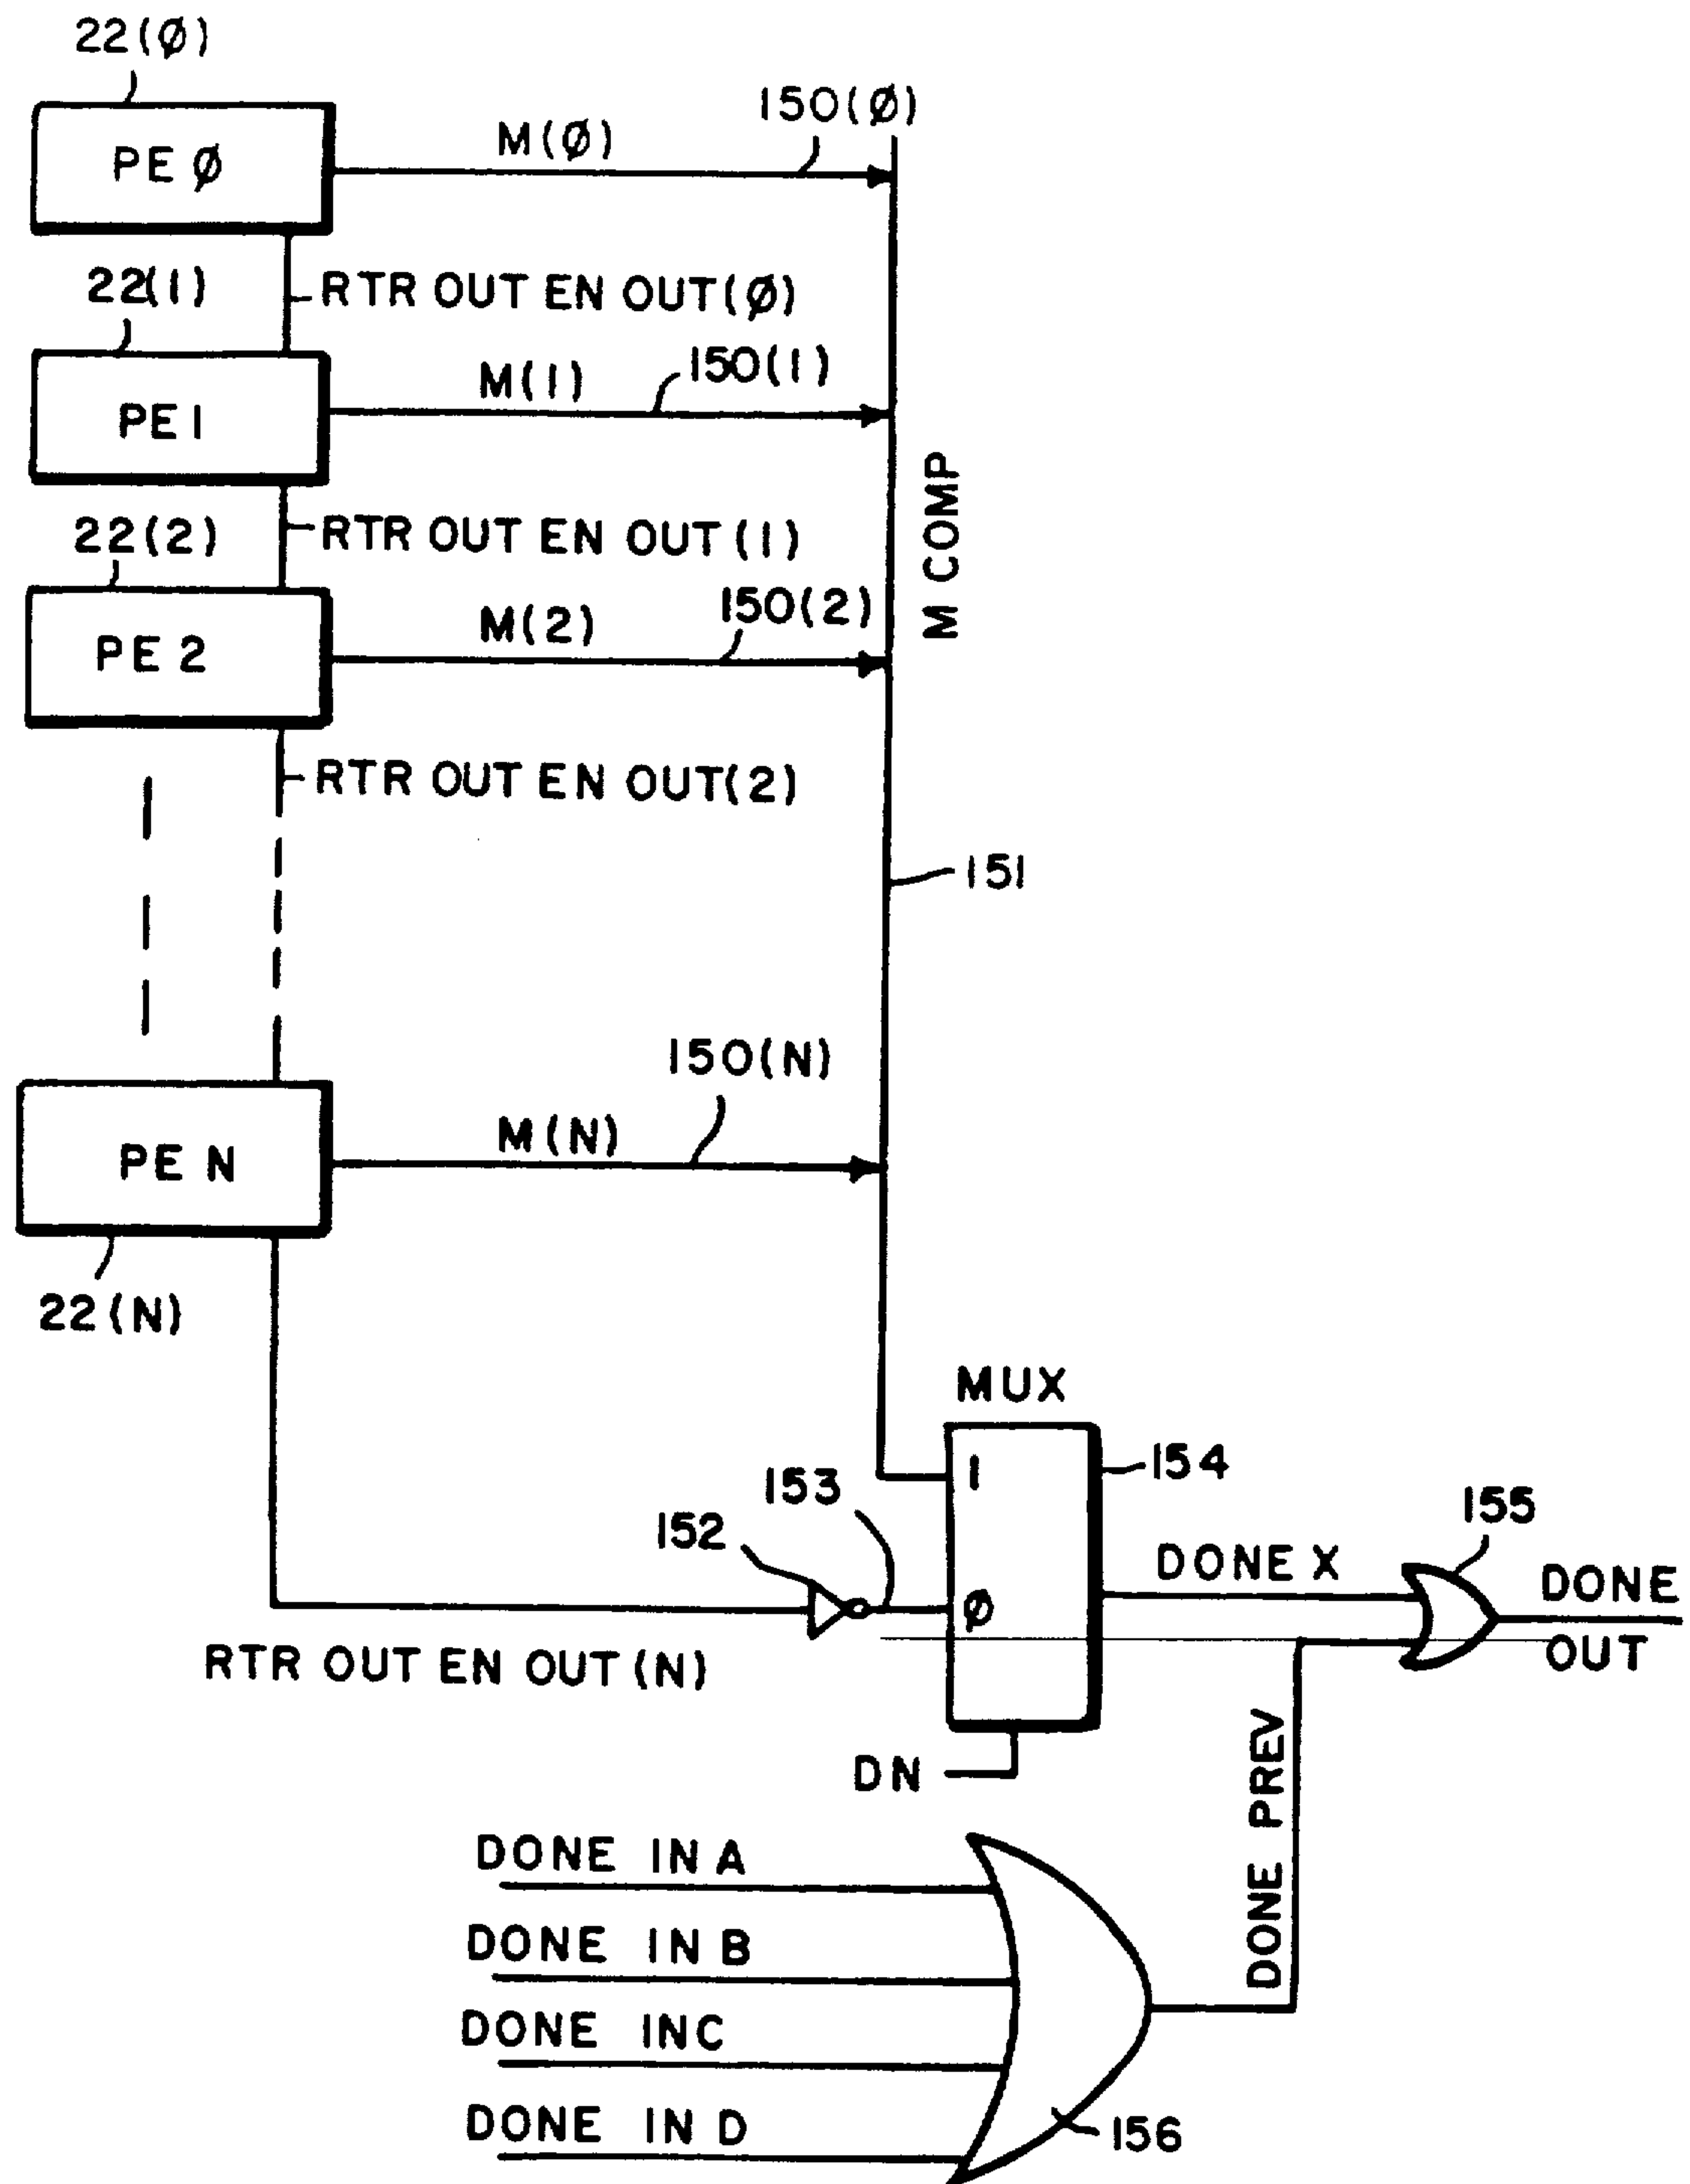 22(Ø)
150(Ø)
M(Ø)
PE Ø
22(1)
RTR OUT EN OUT(Ø)
M(1)
150(1)
PE 1
M COMP
22(2)
RTR OUT EN OUT(1)
M(2)
150(2)
PE 2
RTR OUT EN OUT(2)
151
150(N)
M(N)
PE N
22(N)
MUX
1
154
153
155
152
DONE X
DONE
Ø
OUT
RTR OUT EN OUT(N)
DN
DONE PREV
DONE IN A
DONE IN B
DONE IN C
DONE IN D
156